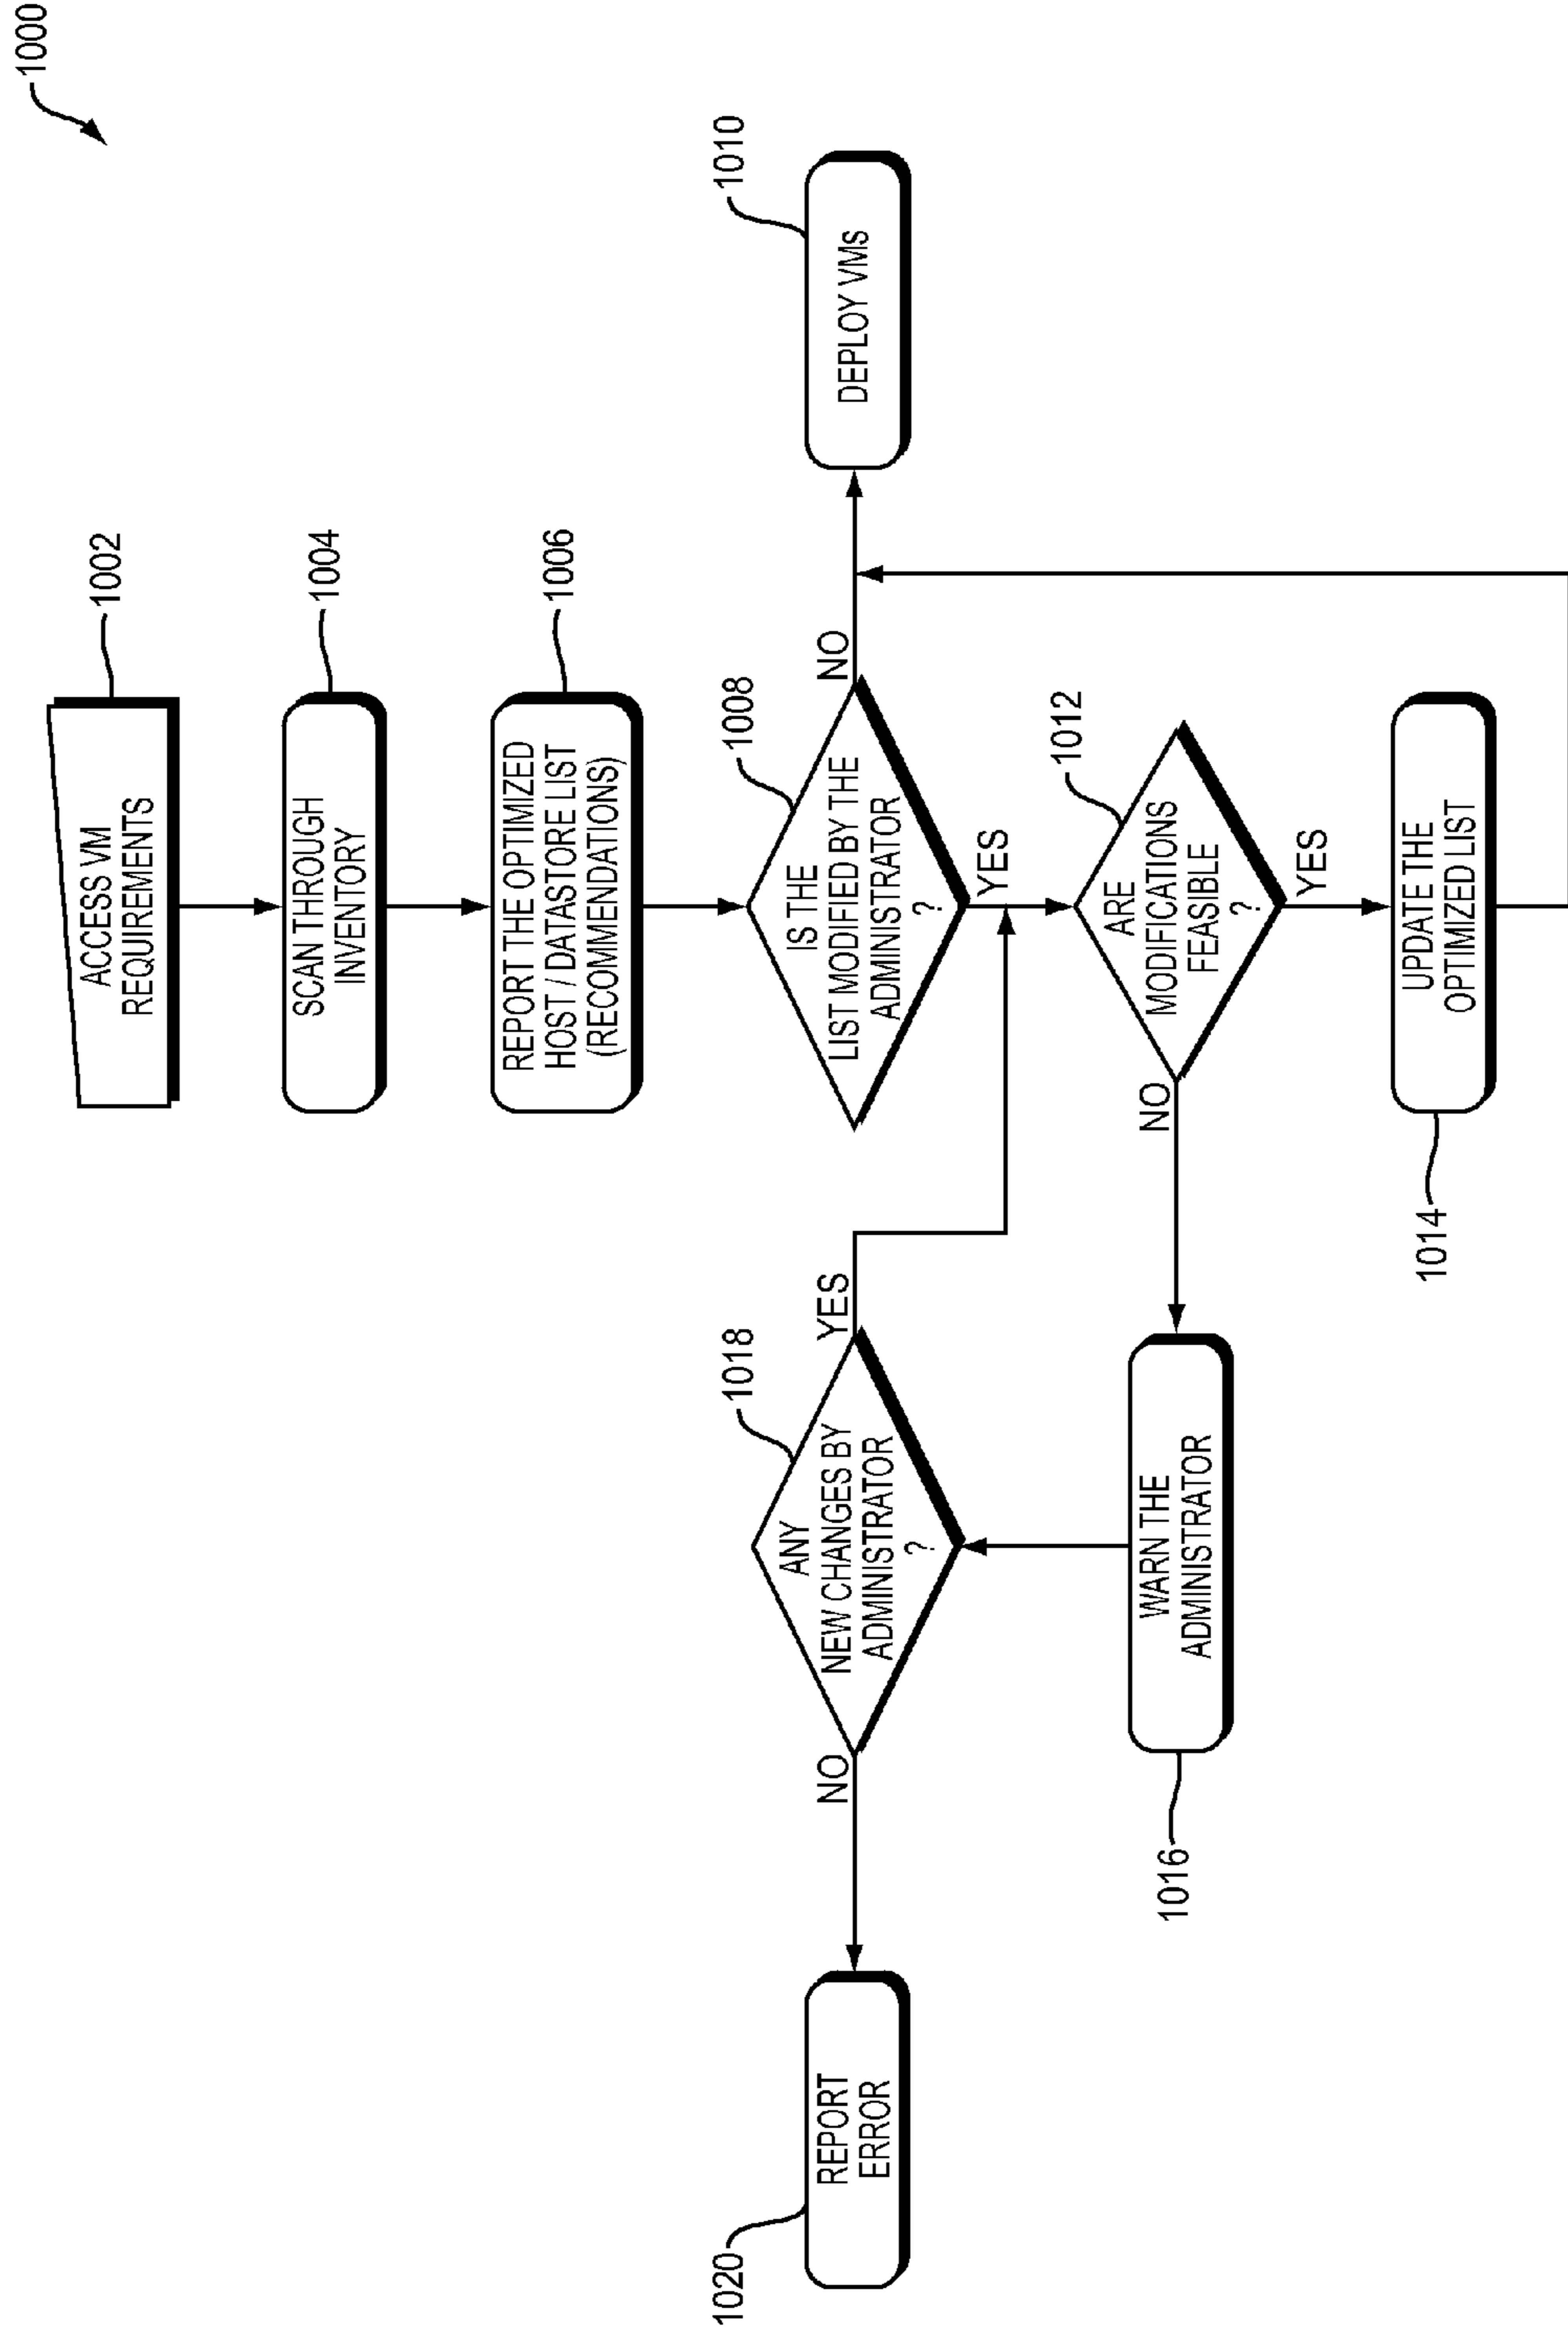 1000
ACCESS VM
REQUIREMENTS
1002
SCAN THROUGH
INVENTORY
1004
REPORT THE OPTIMIZED
HOST / DATASTORE LIST
(RECOMMENDATIONS)
1006
IS THE
LIST MODIFIED BY THE
ADMINISTRATOR
?
1008
NO
DEPLOY VMs
1010
YES
ARE
MODIFICATIONS
FEASIBLE
?
1012
YES
UPDATE THE
OPTIMIZED LIST
1014
NO
WARN THE
ADMINISTRATOR
1016
ANY
NEW CHANGES BY
ADMINISTRATOR
?
1018
YES
NO
REPORT
ERROR
1020